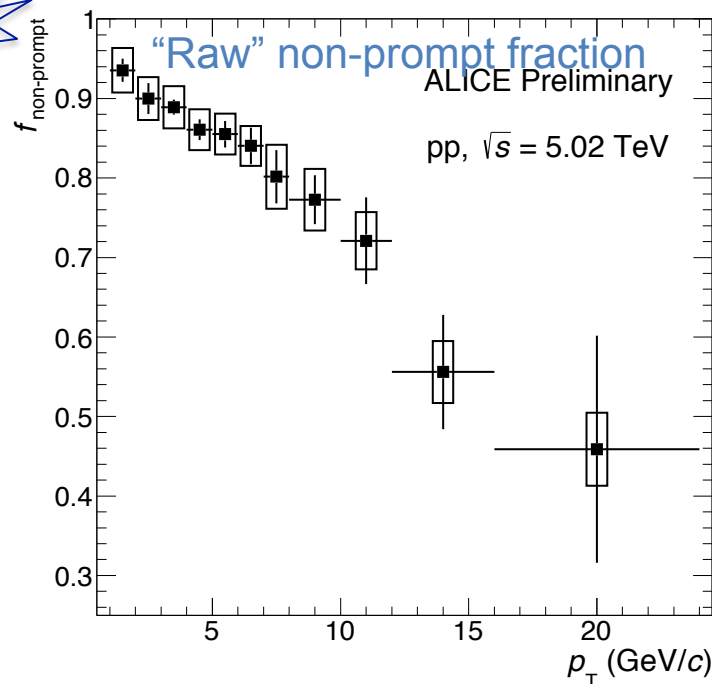 “Raw” non-prompt fraction
ALICE Preliminary
pp, √s = 5.02 TeV
f non-prompt
1
0.9
0.8
0.7
0.6
0.5
0.4
0.3
5 10 15 20
p_T (GeV/c)